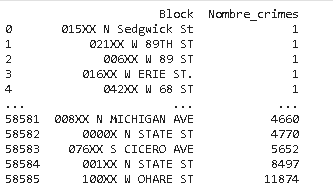 Block Nombre_crimes
0 015XX N Sedgwick St 1
1 021XX W 89TH ST 1
2 006XX W 89 ST 1
3 016XX W ERIE ST. 1
4 042XX W 68 ST 1
... ... ...
58581 008XX N MICHIGAN AVE 4660
58582 0000X N STATE ST 4770
58583 076XX S CICERO AVE 5652
58584 001XX N STATE ST 8497
58585 100XX W OHARE ST 11874